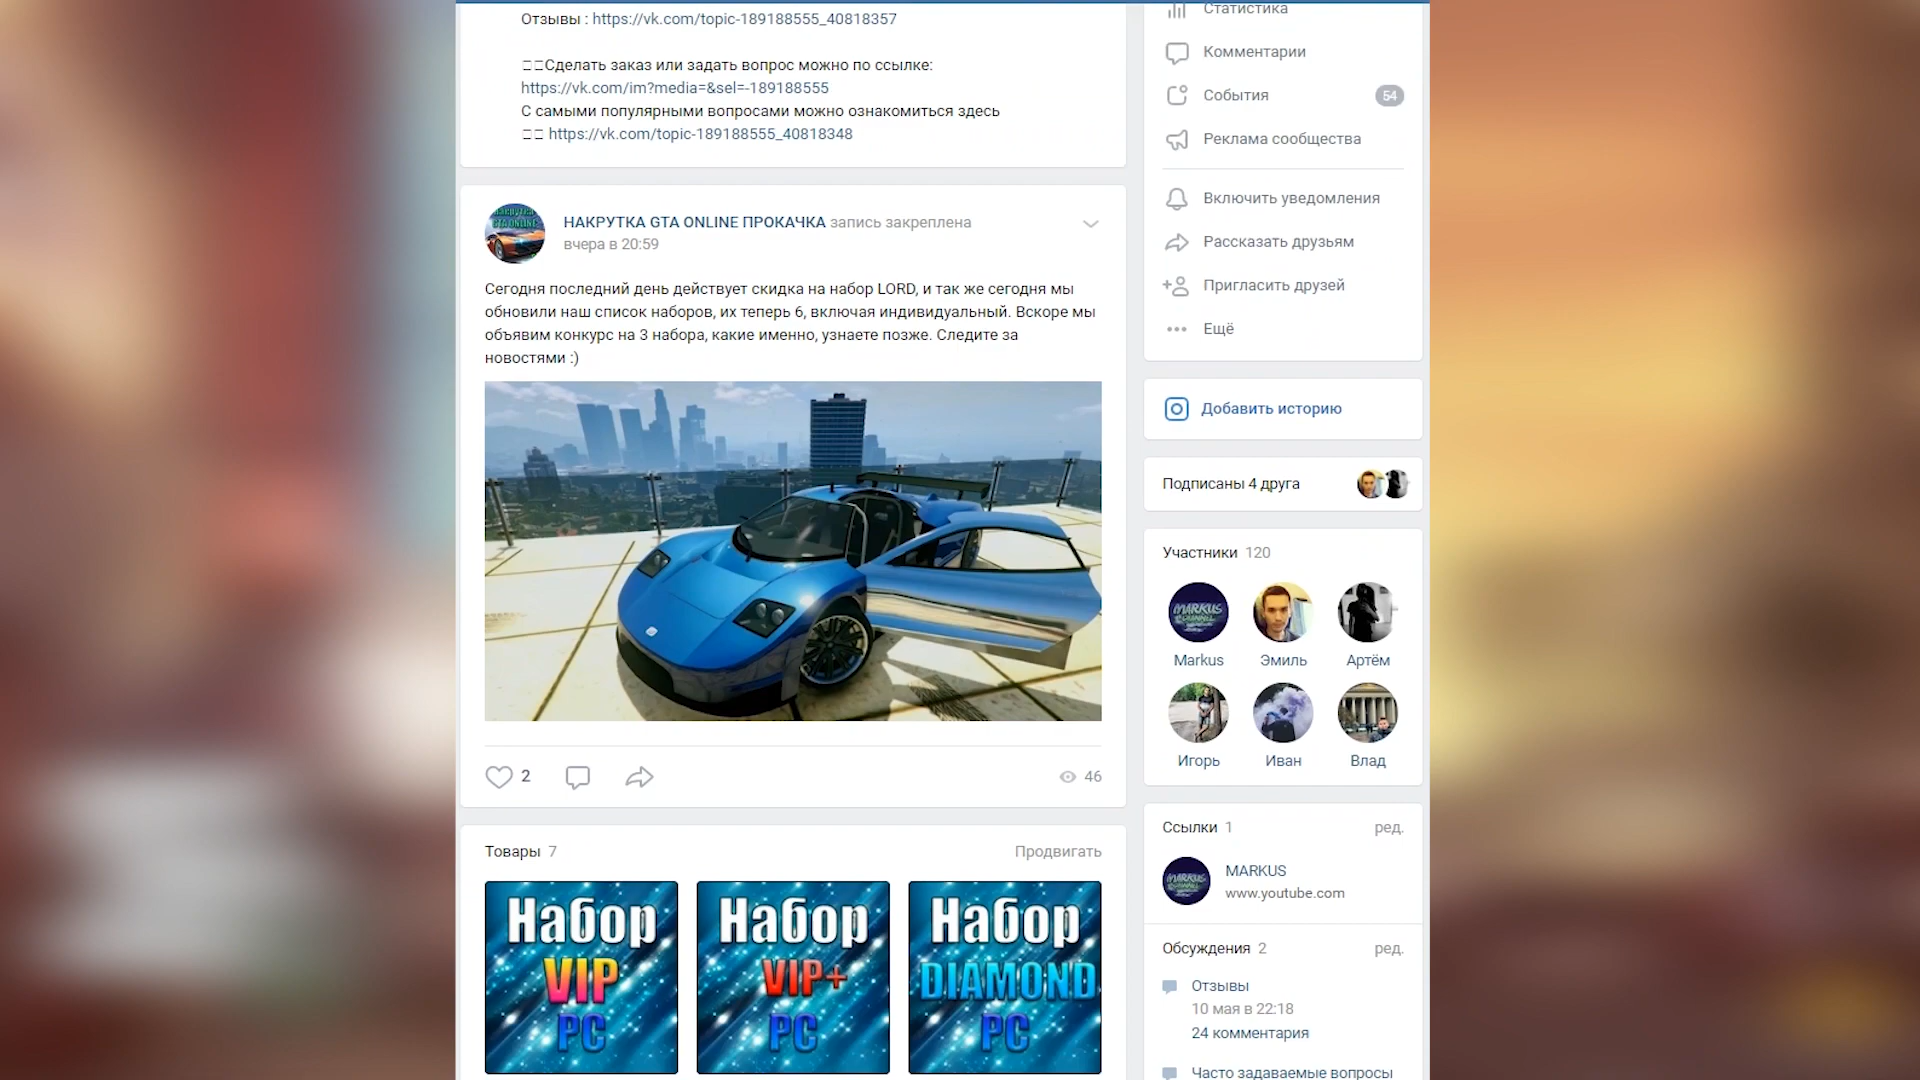 Отзывы : https://vk.com/topic-189188555_40818357
Сделать заказ или задать вопрос можно по ссылке:
https://vk.com/im?media=&sel=-189188555
С самыми популярными вопросами можно ознакомиться здесь
https://vk.com/topic-189188555_40818348
НАКРУТКА GTA ONLINE ПРОКАЧКА запись закреплена
вчера в 20:59
Сегодня последний день действует скидка на набор LORD, и так же сегодня мы
обновили наш список наборов, их теперь 6, включая индивидуальный. Вскоре мы
объявим конкурс на 3 набора, какие именно, узнаете позже. Следите за
новостями :)
2
46
Товары 7
Продвигать
Набор
VIP
PC
Набор
VIP+
PC
Набор
DIAMOND
PC
Статистика
Комментарии
События
54
Реклама сообщества
Включить уведомления
Рассказать друзьям
Пригласить друзей
Ещё
Добавить историю
Подписаны 4 друга
Участники 120
MARKUS
Markus
Эмиль
Артём
Игорь
Иван
Влад
Ссылки 1
ред.
MARKUS
www.youtube.com
Обсуждения 2
ред.
Отзывы
10 мая в 22:18
24 комментария
Часто задаваемые вопросы